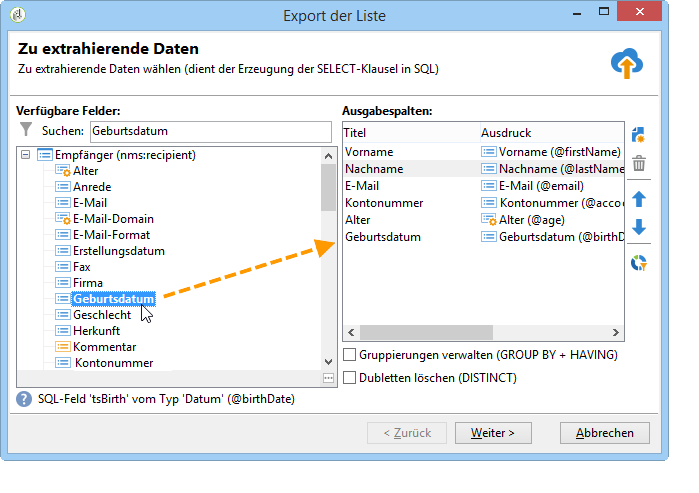 Export der Liste
Zu extrahierende Daten
Zu extrahierende Daten wählen (dient der Erzeugung der SELECT-Klausel in SQL)
Verfügbare Felder:
Suchen: Geburtsdatum
Empfänger (nms:recipient)
Alter
Anrede
E-Mail
E-Mail-Domain
E-Mail-Format
Erstellungsdatum
Fax
Firma
Geburtsdatum
Geschlecht
Herkunft
Kommentar
Kontonummer
Ausgabespalten:
Titel Ausdruck
Vorname Vorname (@firstName)
Nachname Nachname (@lastName
E-Mail E-Mail (@email)
Kontonummer Kontonummer (@acco
Alter Alter (@age)
Geburtsdatum Geburtsdatum (@birthD
Gruppierungen verwalten (GROUP BY + HAVING)
Dubletten löschen (DISTINCT)
SQL-Feld 'tsBirth' vom Typ 'Datum' (@birthDate)
< Zurück Weiter > Abbrechen